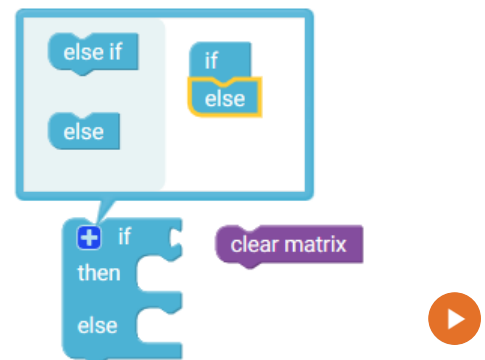 else if
if
else
else
if
clear matrix
then
else